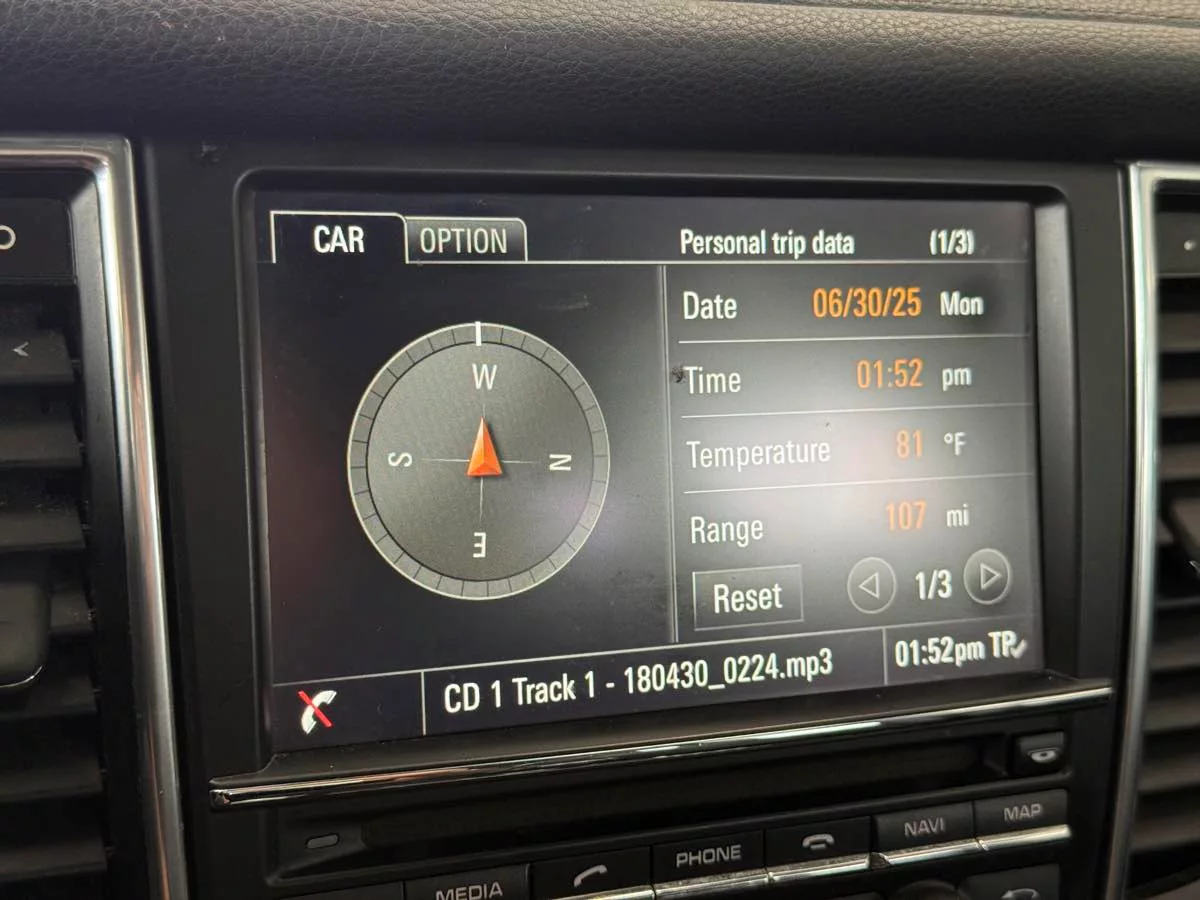 CAR OPTION Personal trip data (1/3)
Date 06/30/25 Mon
Time 01:52 pm
Temperature 81 °F
Range 107 mi
Reset 1/3
W
S N
E
CD 1 Track 1 - 180430_0224.mp3 01:52pm TP
MEDIA PHONE NAVI MAP